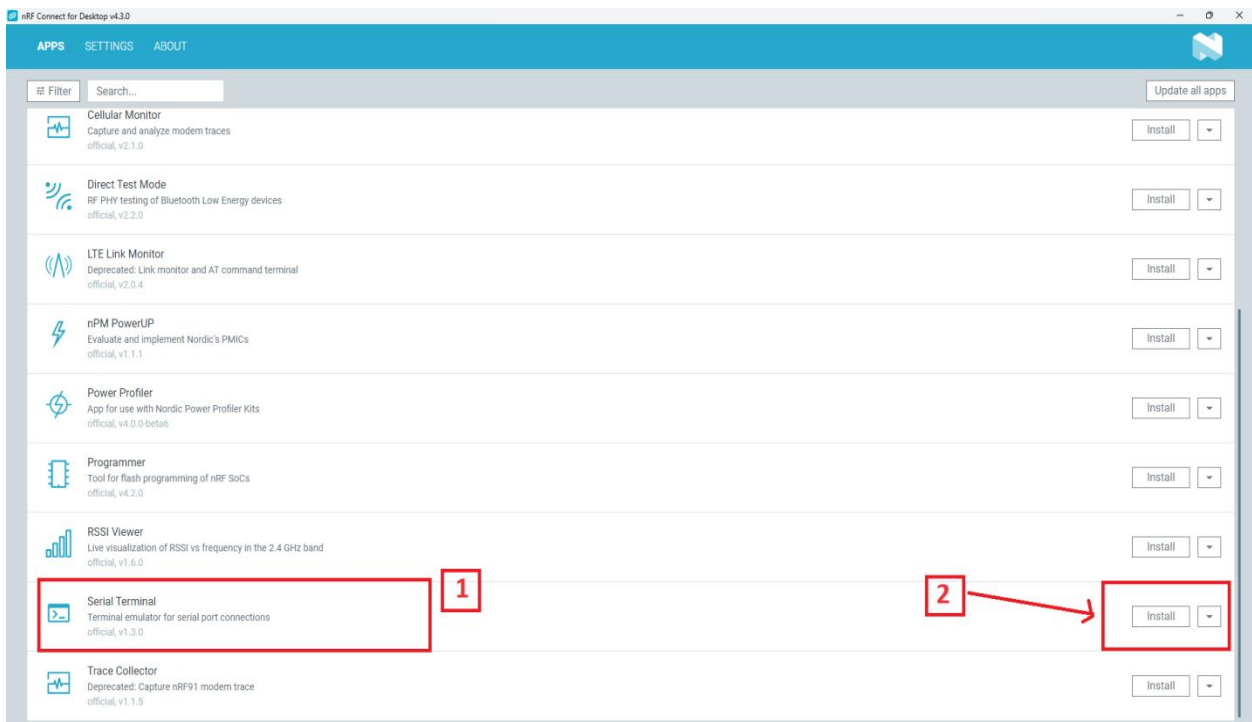 nRF Connect for Desktop v4.3.0
APPS SETTINGS ABOUT
Filter Search... Update all apps
Cellular Monitor
Capture and analyze modem traces
official, v2.1.0
Install
Direct Test Mode
RF PHY testing of Bluetooth Low Energy devices
official, v2.2.0
Install
LTE Link Monitor
Deprecated: Link monitor and AT command terminal
official, v2.0.4
Install
nPM PowerUP
Evaluate and implement Nordic's PMICs
official, v1.1.1
Install
Power Profiler
App for use with Nordic Power Profiler Kits
official, v4.0.0-beta6
Install
Programmer
Tool for flash programming of nRF SoCs
official, v4.2.0
Install
RSSI Viewer
Live visualization of RSSI vs frequency in the 2.4 GHz band
official, v1.6.0
Install
1
Serial Terminal
Terminal emulator for serial port connections
official, v1.3.0
2
Install
Trace Collector
Deprecated: Capture nRF91 modem trace
official, v1.1.5
Install